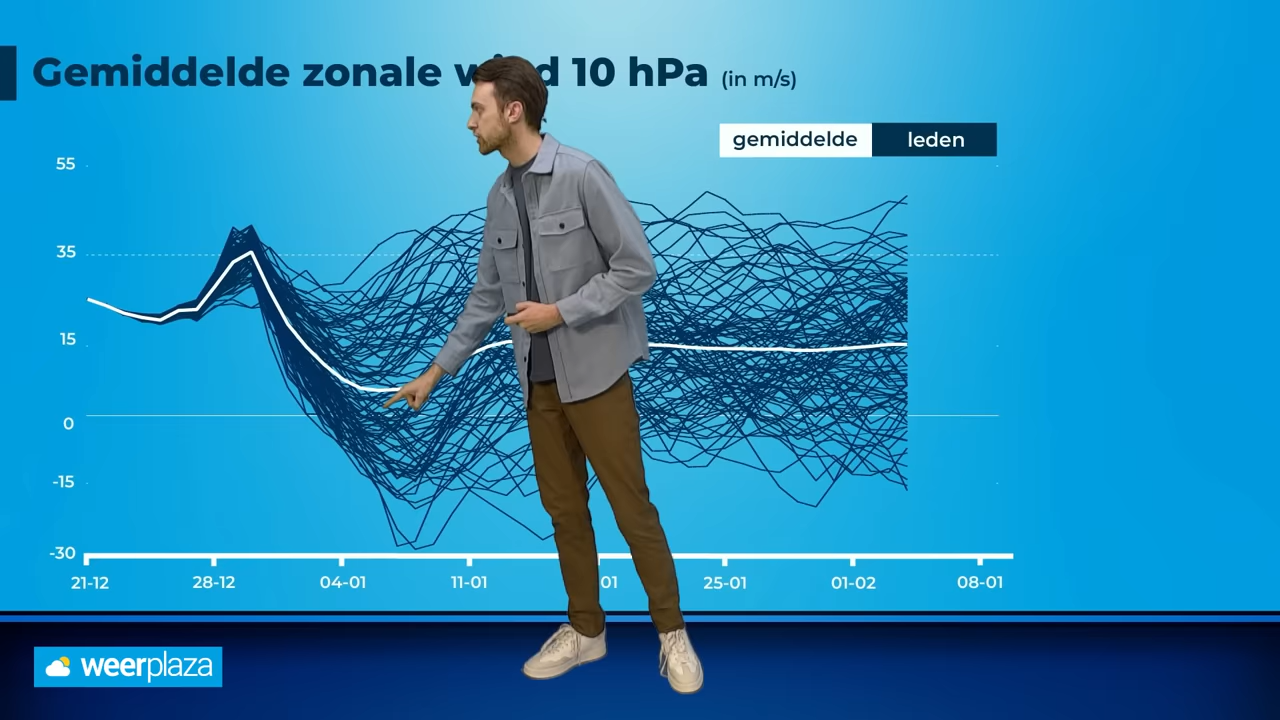 Gemiddelde zonale wind 10 hPa (in m/s)
gemiddelde leden
55
35
15
0
-15
-30
21-12 28-12 04-01 11-01 01 25-01 01-02 08-01
weerplaza